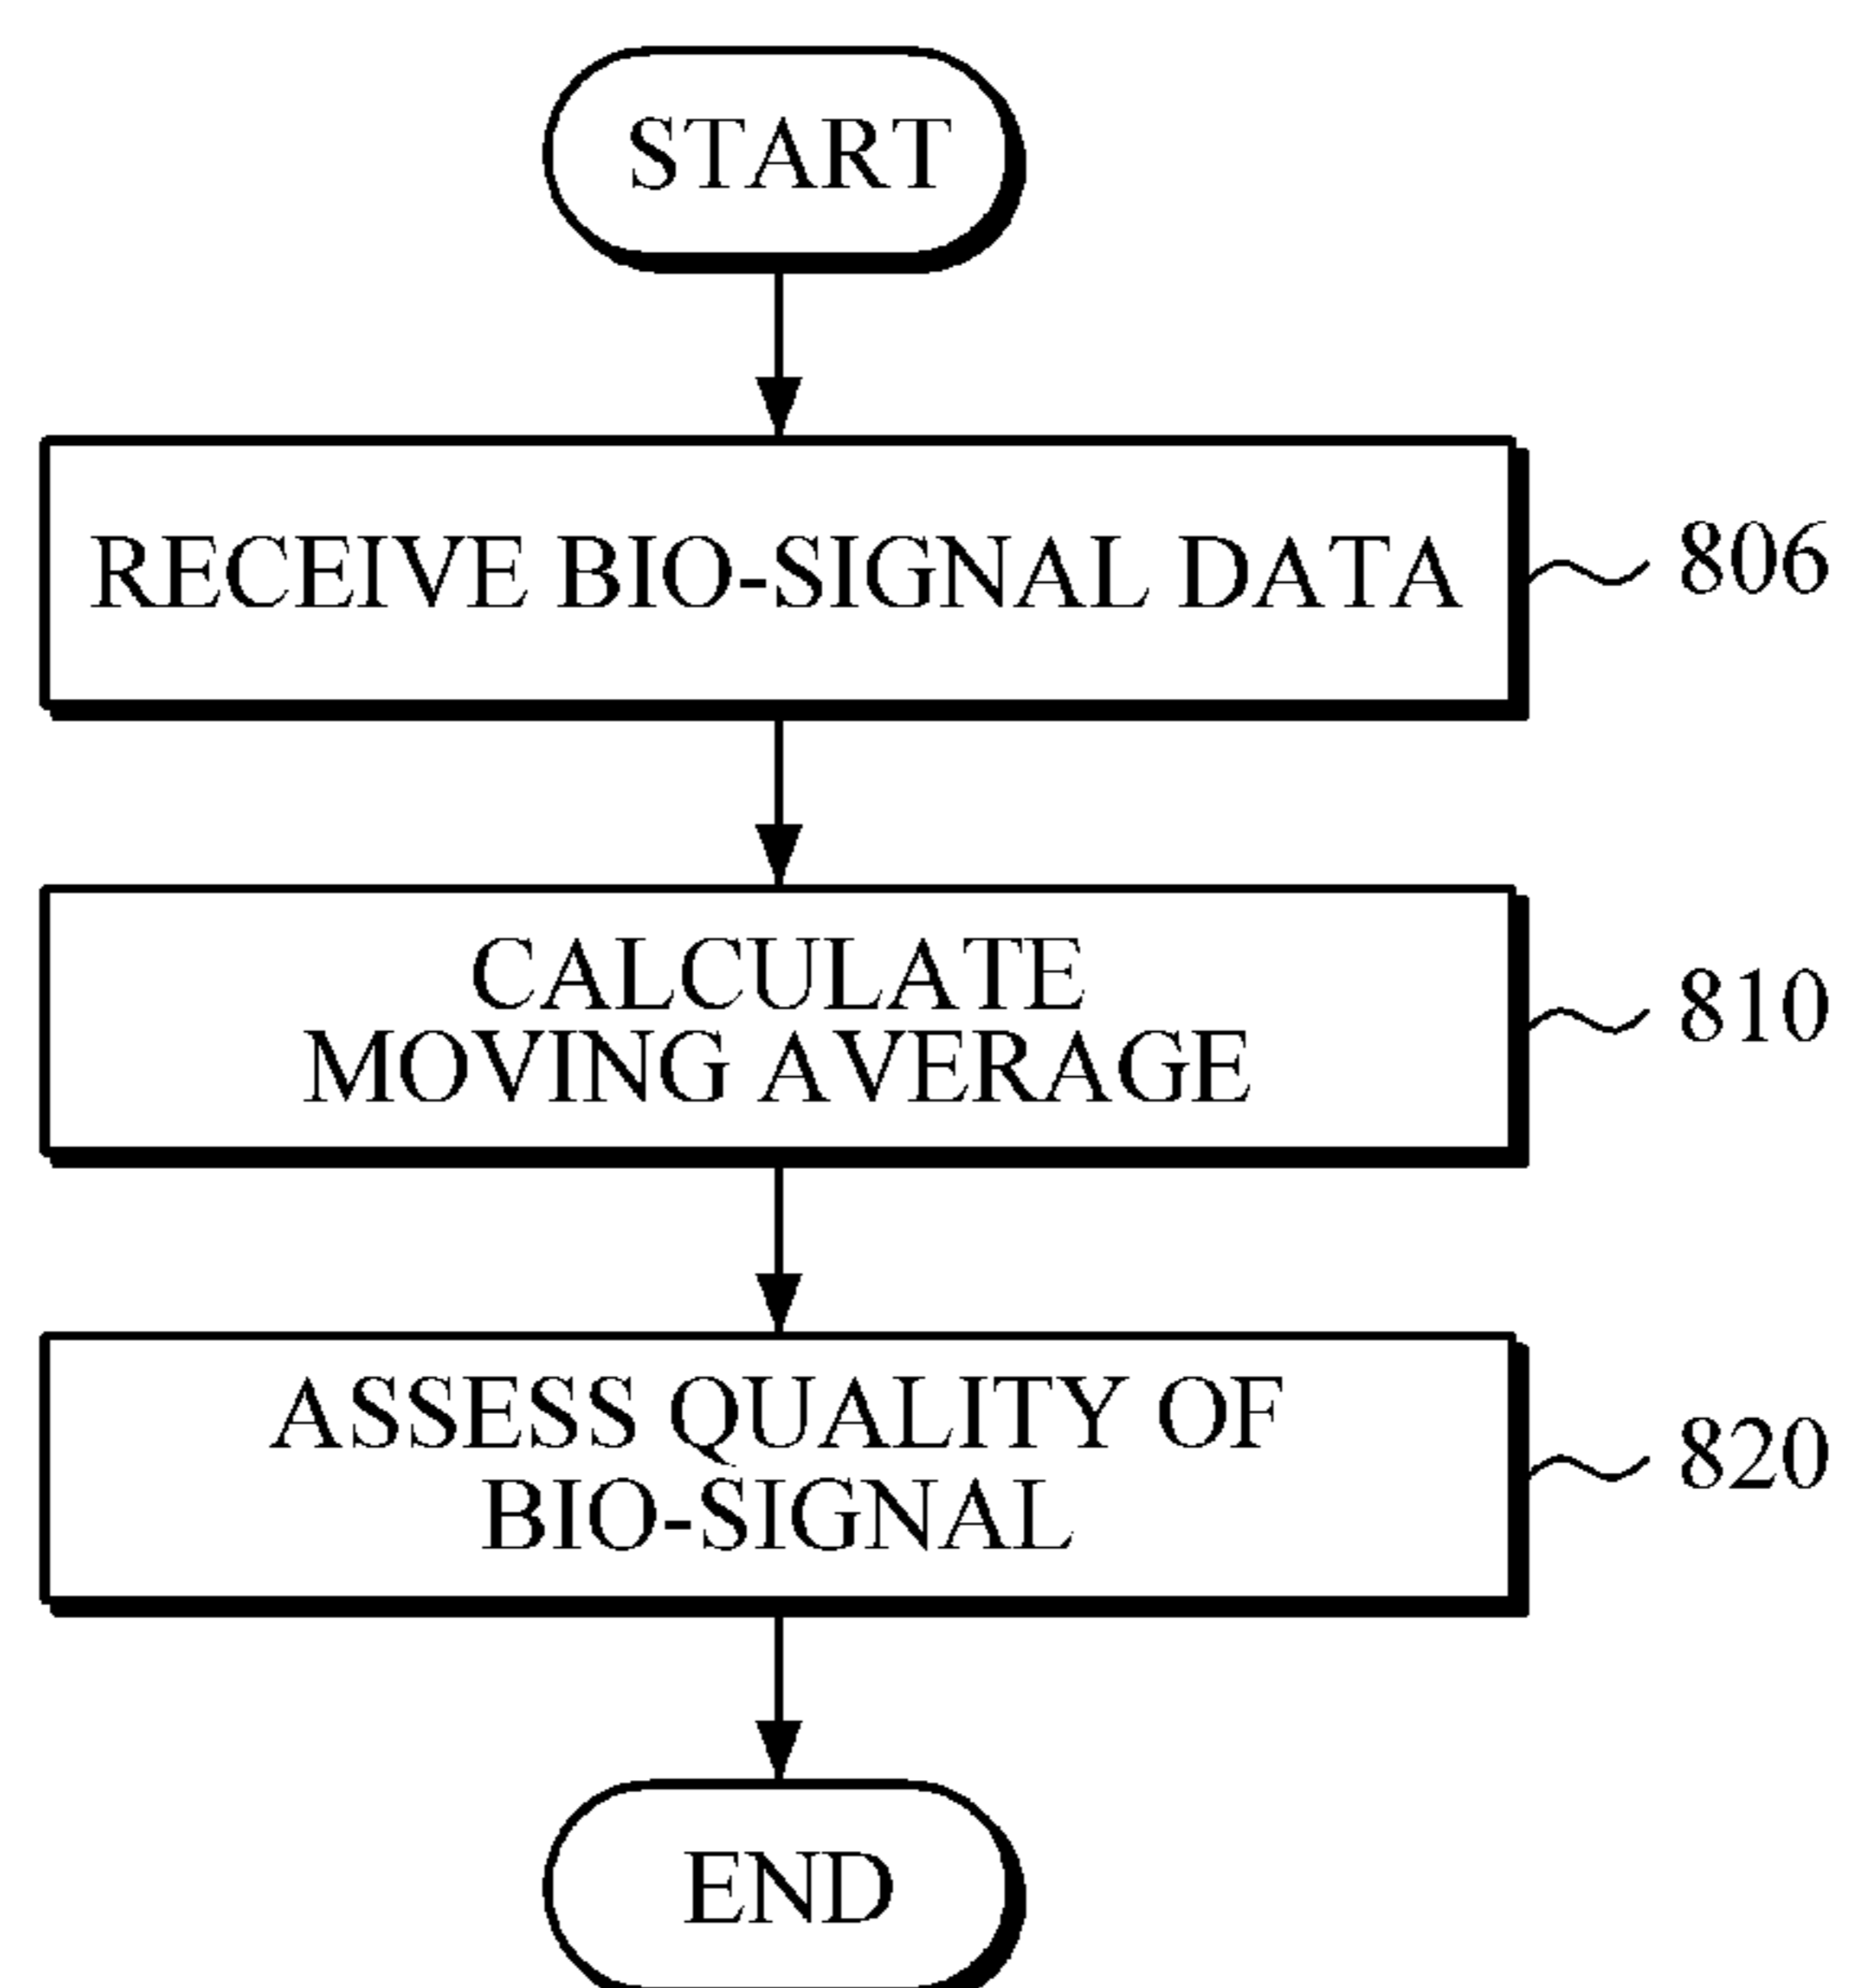 START
RECEIVE BIO-SIGNAL DATA
806
CALCULATE
MOVING AVERAGE
810
ASSESS QUALITY OF
BIO-SIGNAL
820
END